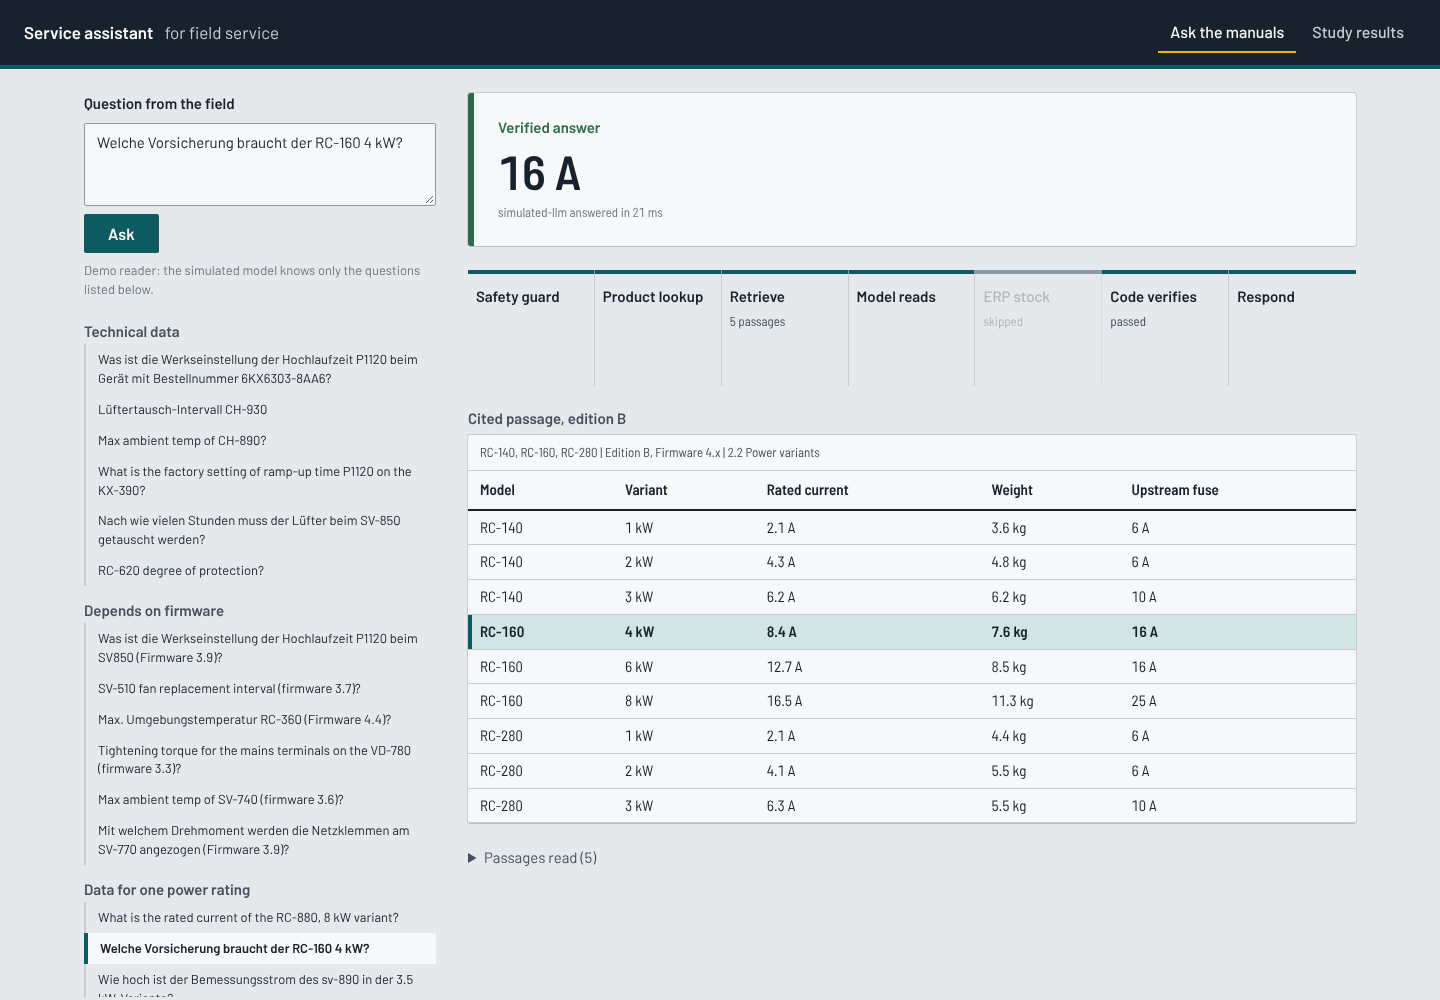 Service assistant for field service
Ask the manuals
Study results
Question from the field
Welche Vorsicherung braucht der RC-160 4 kW?
Ask
Demo reader: the simulated model knows only the questions
listed below.
Technical data
Was ist die Werkseinstellung der Hochlaufzeit P1120 beim
Gerät mit Bestellnummer 6KX6303-8AA6?
Lüftertausch-Intervall CH-930
Max ambient temp of CH-890?
What is the factory setting of ramp-up time P1120 on the
KX-390?
Nach wie vielen Stunden muss der Lüfter beim SV-850
getauscht werden?
RC-620 degree of protection?
Depends on firmware
Was ist die Werkseinstellung der Hochlaufzeit P1120 beim
SV850 (Firmware 3.9)?
SV-510 fan replacement interval (firmware 3.7)?
Max. Umgebungstemperatur RC-360 (Firmware 4.4)?
Tightening torque for the mains terminals on the VD-780
(firmware 3.3)?
Max ambient temp of SV-740 (firmware 3.6)?
Mit welchem Drehmoment werden die Netzklemmen am
SV-770 angezogen (Firmware 3.9)?
Data for one power rating
What is the rated current of the RC-880, 8 kW variant?
Welche Vorsicherung braucht der RC-160 4 kW?
Wie hoch ist der Bemessungsstrom des sv-890 in der 3.5
kW-Variante?
Verified answer
16 A
simulated-llm answered in 21 ms
Safety guard
Product lookup
Retrieve
5 passages
Model reads
ERP stock
skipped
Code verifies
passed
Respond
Cited passage, edition B
RC-140, RC-160, RC-280 | Edition B, Firmware 4.x | 2.2 Power variants
Model Variant Rated current Weight Upstream fuse
RC-140 1 kW 2.1 A 3.6 kg 6 A
RC-140 2 kW 4.3 A 4.8 kg 6 A
RC-140 3 kW 6.2 A 6.2 kg 10 A
RC-160 4 kW 8.4 A 7.6 kg 16 A
RC-160 6 kW 12.7 A 8.5 kg 16 A
RC-160 8 kW 16.5 A 11.3 kg 25 A
RC-280 1 kW 2.1 A 4.4 kg 6 A
RC-280 2 kW 4.1 A 5.5 kg 6 A
RC-280 3 kW 6.3 A 5.5 kg 10 A
Passages read (5)